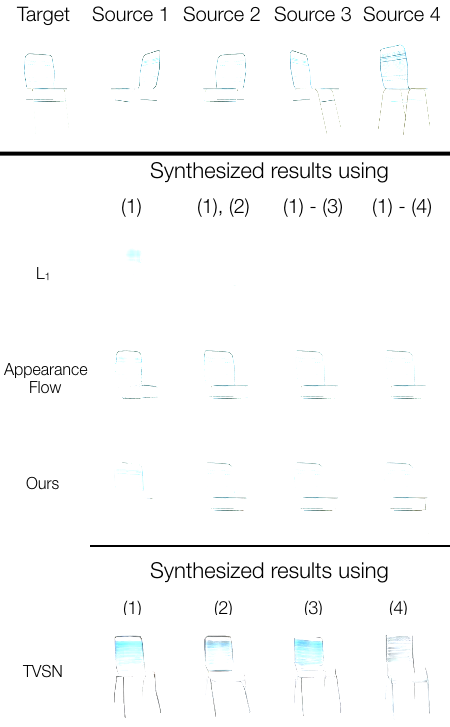 Target Source 1 Source 2 Source 3 Source 4
Synthesized results using
(1) (1), (2) (1) - (3) (1) - (4)
L₁
Appearance
Flow
Ours
Synthesized results using
(1) (2) (3) (4)
TVSN